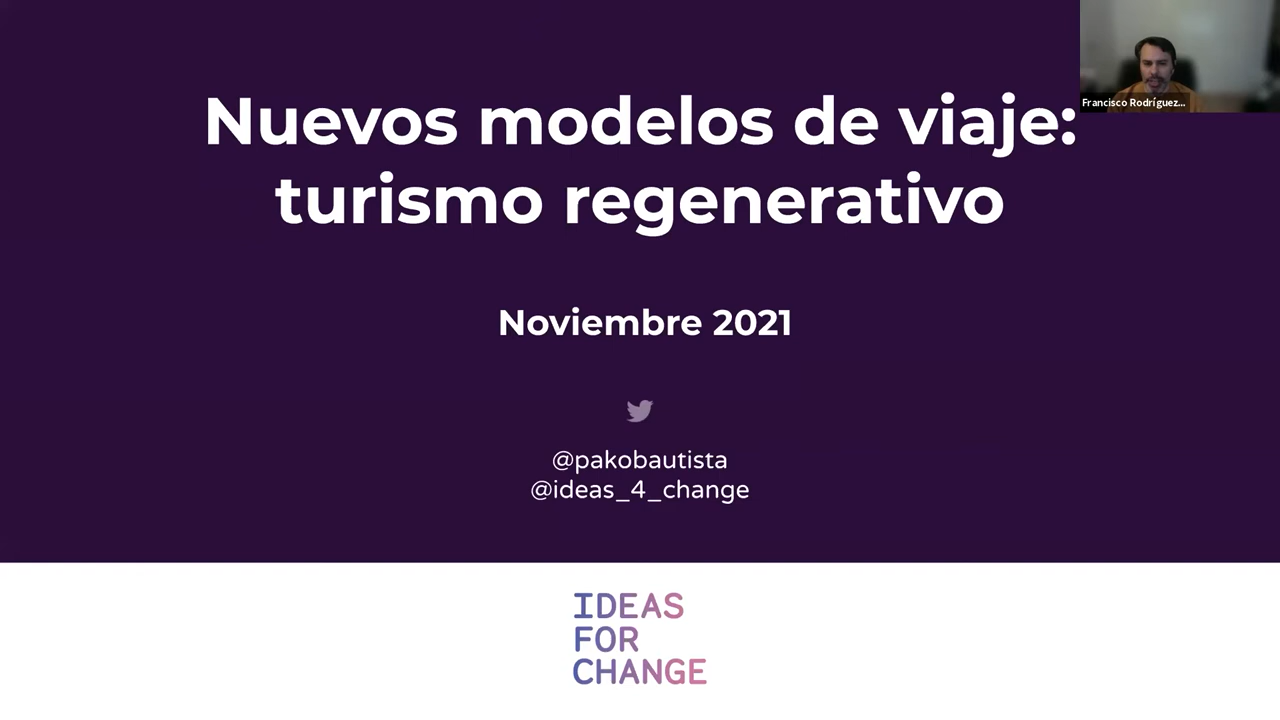 Nuevos modelos de viaje:
turismo regenerativo
Francisco Rodríguez...
Noviembre 2021
@pakobautista
@ideas_4_change
IDEAS
FOR
CHANGE